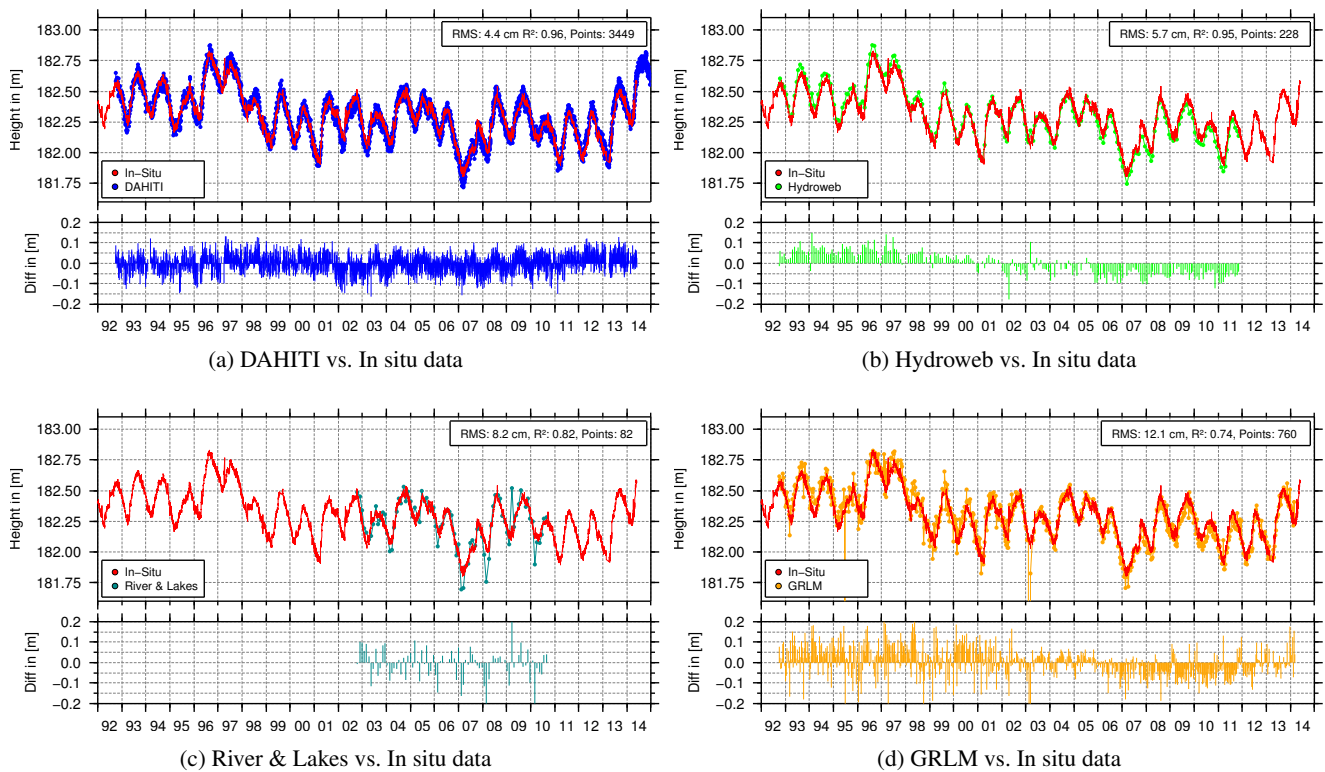 183.00
182.75
182.50
182.25
182.00
181.75
Height in [m]
RMS: 4.4 cm R²: 0.96, Points: 3449
In−Situ
DAHITI
0.2
0.1
0.0
−0.1
−0.2
Diff in [m]
92 93 94 95 96 97 98 99 00 01 02 03 04 05 06 07 08 09 10 11 12 13 14
(a) DAHITI vs. In situ data
183.00
182.75
182.50
182.25
182.00
181.75
Height in [m]
RMS: 5.7 cm, R²: 0.95, Points: 228
In−Situ
Hydroweb
0.2
0.1
0.0
−0.1
−0.2
Diff in [m]
92 93 94 95 96 97 98 99 00 01 02 03 04 05 06 07 08 09 10 11 12 13 14
(b) Hydroweb vs. In situ data
183.00
182.75
182.50
182.25
182.00
181.75
Height in [m]
RMS: 8.2 cm, R²: 0.82, Points: 82
In−Situ
River & Lakes
0.2
0.1
0.0
−0.1
−0.2
Diff in [m]
92 93 94 95 96 97 98 99 00 01 02 03 04 05 06 07 08 09 10 11 12 13 14
(c) River & Lakes vs. In situ data
183.00
182.75
182.50
182.25
182.00
181.75
Height in [m]
RMS: 12.1 cm, R²: 0.74, Points: 760
In−Situ
GRLM
0.2
0.1
0.0
−0.1
−0.2
Diff in [m]
92 93 94 95 96 97 98 99 00 01 02 03 04 05 06 07 08 09 10 11 12 13 14
(d) GRLM vs. In situ data